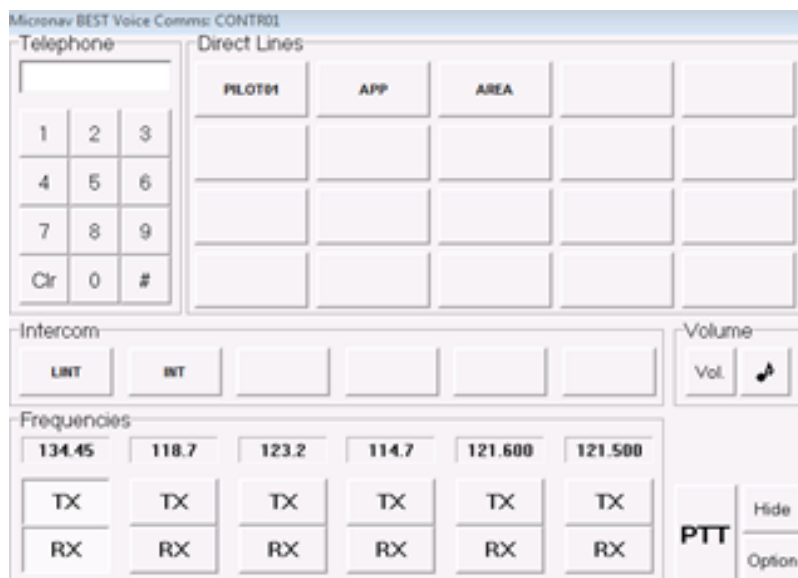 Micronav BEST Voice Comms: CONTR01
Telephone
Direct Lines
PILOT01 APP AREA
1 2 3
4 5 6
7 8 9
Clr 0 #
Intercom
Volume
LINT INT
Vol.
Frequencies
134.45 118.7 123.2 114.7 121.600 121.500
TX TX TX TX TX TX
Hide
PTT
RX RX RX RX RX RX
Option